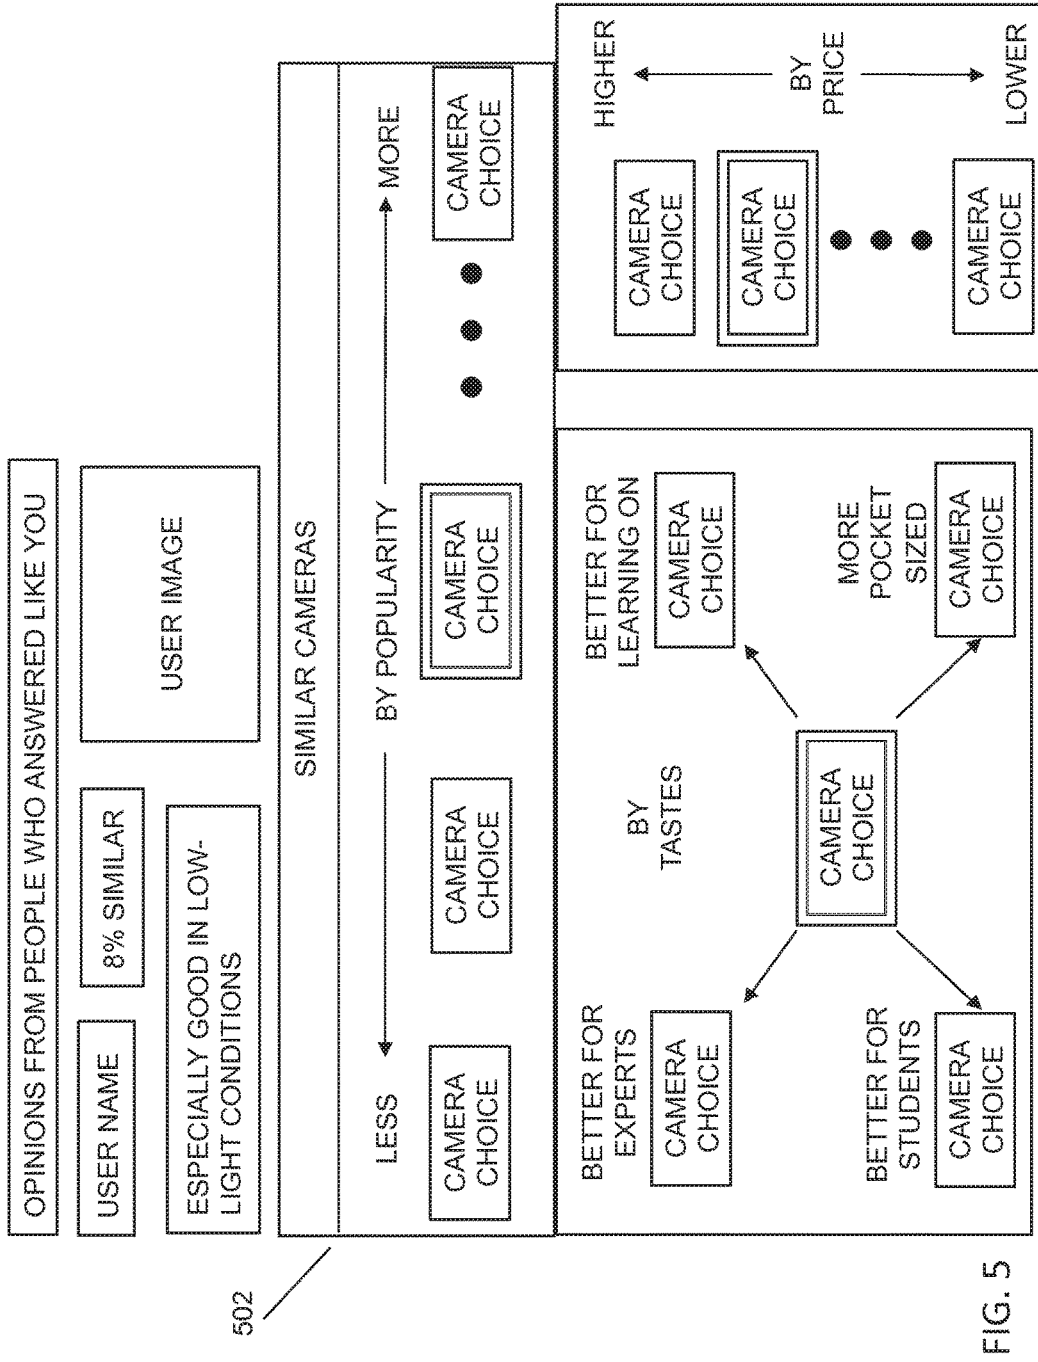 OPINIONS FROM PEOPLE WHO ANSWERED LIKE YOU
USER NAME
8% SIMILAR
ESPECIALLY GOOD IN LOW-
LIGHT CONDITIONS
USER IMAGE
502
SIMILAR CAMERAS
LESS
BY POPULARITY
MORE
CAMERA
CHOICE
CAMERA
CHOICE
CAMERA
CHOICE
CAMERA
CHOICE
BETTER FOR
EXPERTS
CAMERA
CHOICE
BY
TASTES
BETTER FOR
LEARNING ON
CAMERA
CHOICE
CAMERA
CHOICE
BETTER FOR
STUDENTS
CAMERA
CHOICE
MORE
POCKET
SIZED
CAMERA
CHOICE
CAMERA
CHOICE
CAMERA
CHOICE
CAMERA
CHOICE
HIGHER
BY
PRICE
LOWER
FIG. 5